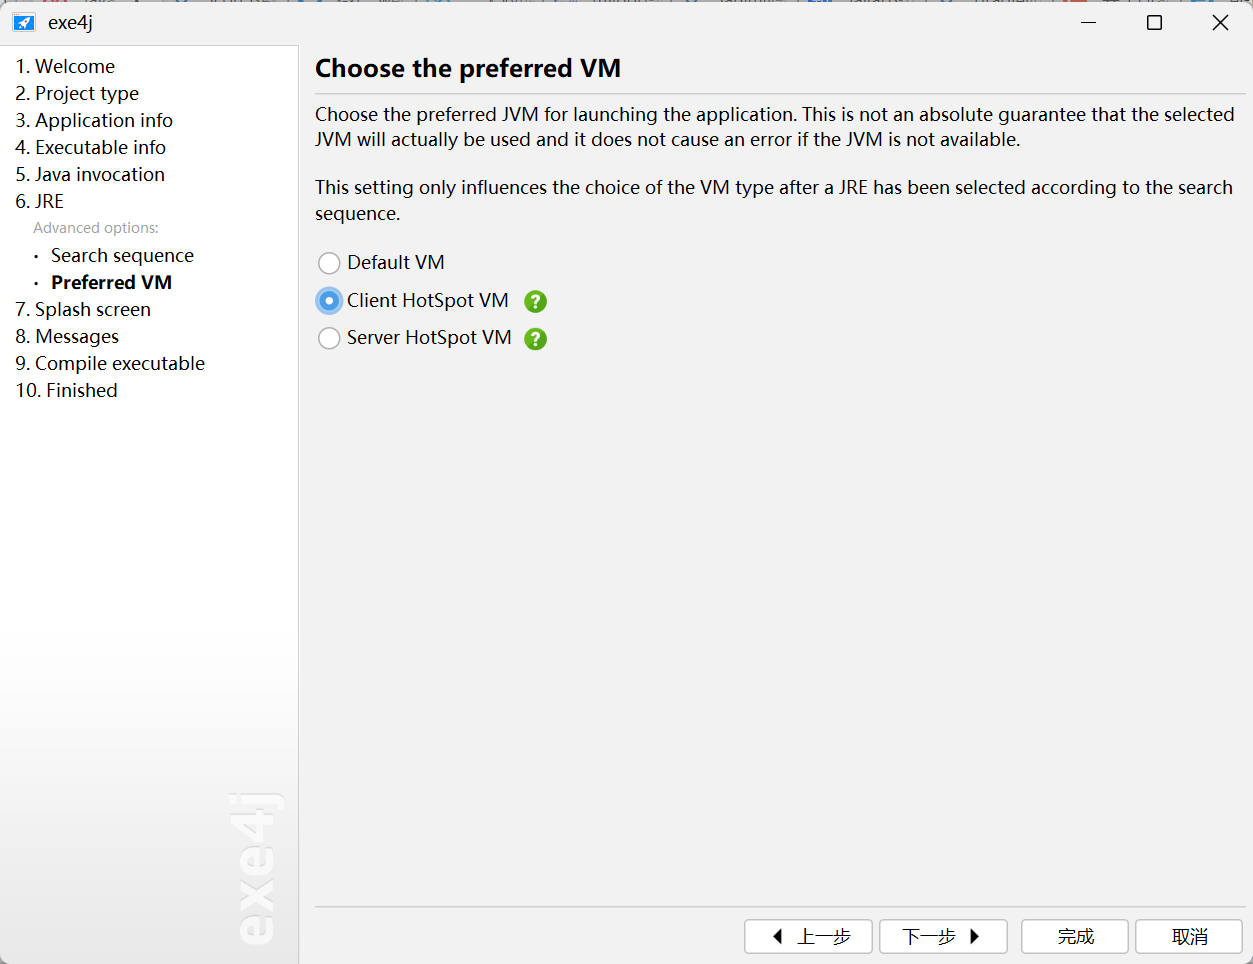 exe4j
1. Welcome
2. Project type
3. Application info
4. Executable info
5. Java invocation
6. JRE
Advanced options:
· Search sequence
· Preferred VM
7. Splash screen
8. Messages
9. Compile executable
10. Finished
exe4j
Choose the preferred VM
Choose the preferred JVM for launching the application. This is not an absolute guarantee that the selected
JVM will actually be used and it does not cause an error if the JVM is not available.
This setting only influences the choice of the VM type after a JRE has been selected according to the search
sequence.
Default VM
Client HotSpot VM ?
Server HotSpot VM ?
上一步 下一步 完成 取消